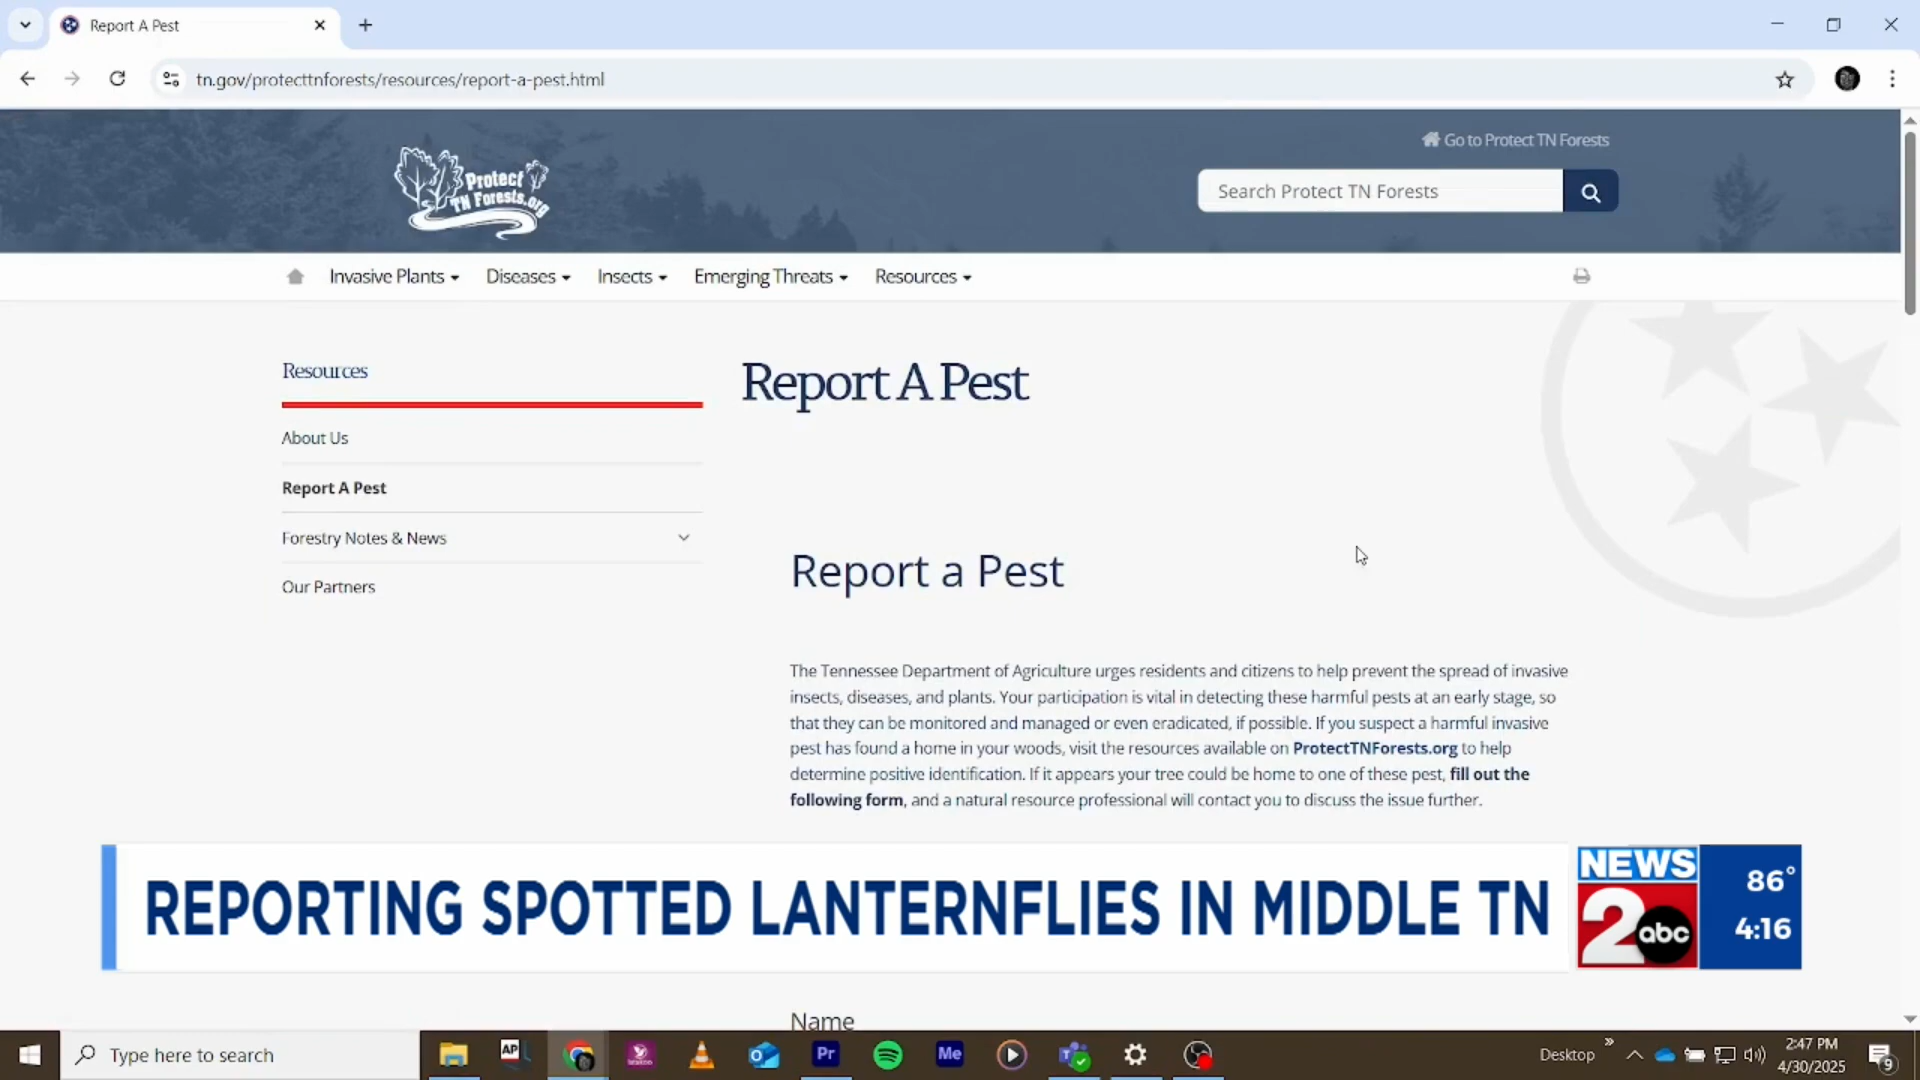 Report A Pest
tn.gov/protecttnforests/resources/report-a-pest.html
Go to Protect TN Forests
Protect
TN Forests.org
Search Protect TN Forests
Invasive Plants
Diseases
Insects
Emerging Threats
Resources
Resources
About Us
Report A Pest
Forestry Notes & News
Our Partners
Report A Pest
Report a Pest
The Tennessee Department of Agriculture urges residents and citizens to help prevent the spread of invasive
insects, diseases, and plants. Your participation is vital in detecting these harmful pests at an early stage, so
that they can be monitored and managed or even eradicated, if possible. If you suspect a harmful invasive
pest has found a home in your woods, visit the resources available on ProtectTNForests.org to help
determine positive identification. If it appears your tree could be home to one of these pest, fill out the
following form, and a natural resource professional will contact you to discuss the issue further.
REPORTING SPOTTED LANTERNFLIES IN MIDDLE TN
NEWS
2
abc
86°
4:16
Name
Type here to search
AP
Pr
Me
Desktop
2:47 PM
4/30/2025
9